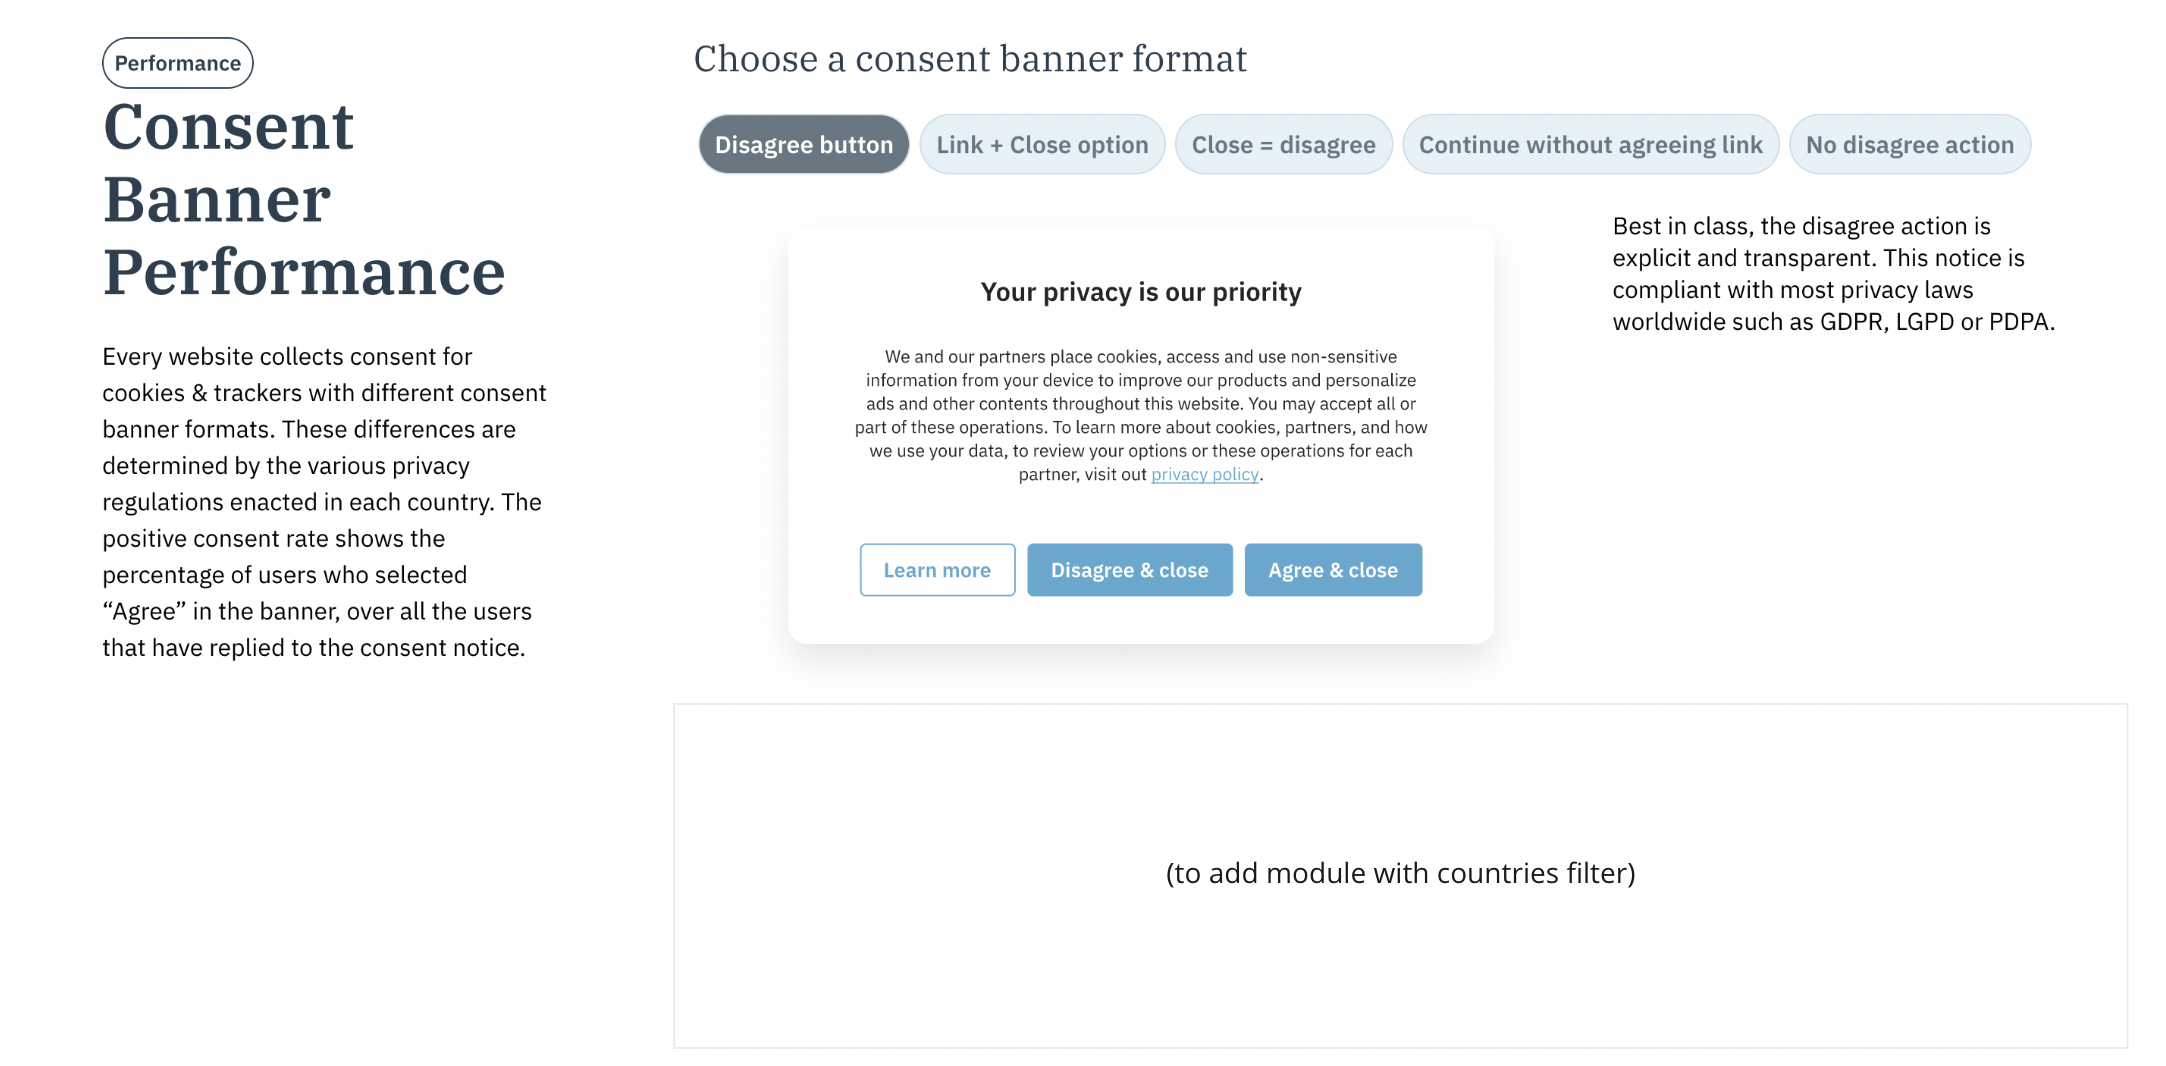 Performance
Consent
Banner
Performance
Every website collects consent for
cookies & trackers with different consent
banner formats. These differences are
determined by the various privacy
regulations enacted in each country. The
positive consent rate shows the
percentage of users who selected
“Agree” in the banner, over all the users
that have replied to the consent notice.
Choose a consent banner format
Disagree button
Link + Close option
Close = disagree
Continue without agreeing link
No disagree action
Your privacy is our priority
We and our partners place cookies, access and use non-sensitive
information from your device to improve our products and personalize
ads and other contents throughout this website. You may accept all or
part of these operations. To learn more about cookies, partners, and how
we use your data, to review your options or these operations for each
partner, visit out privacy policy.
Learn more
Disagree & close
Agree & close
Best in class, the disagree action is
explicit and transparent. This notice is
compliant with most privacy laws
worldwide such as GDPR, LGPD or PDPA.
(to add module with countries filter)